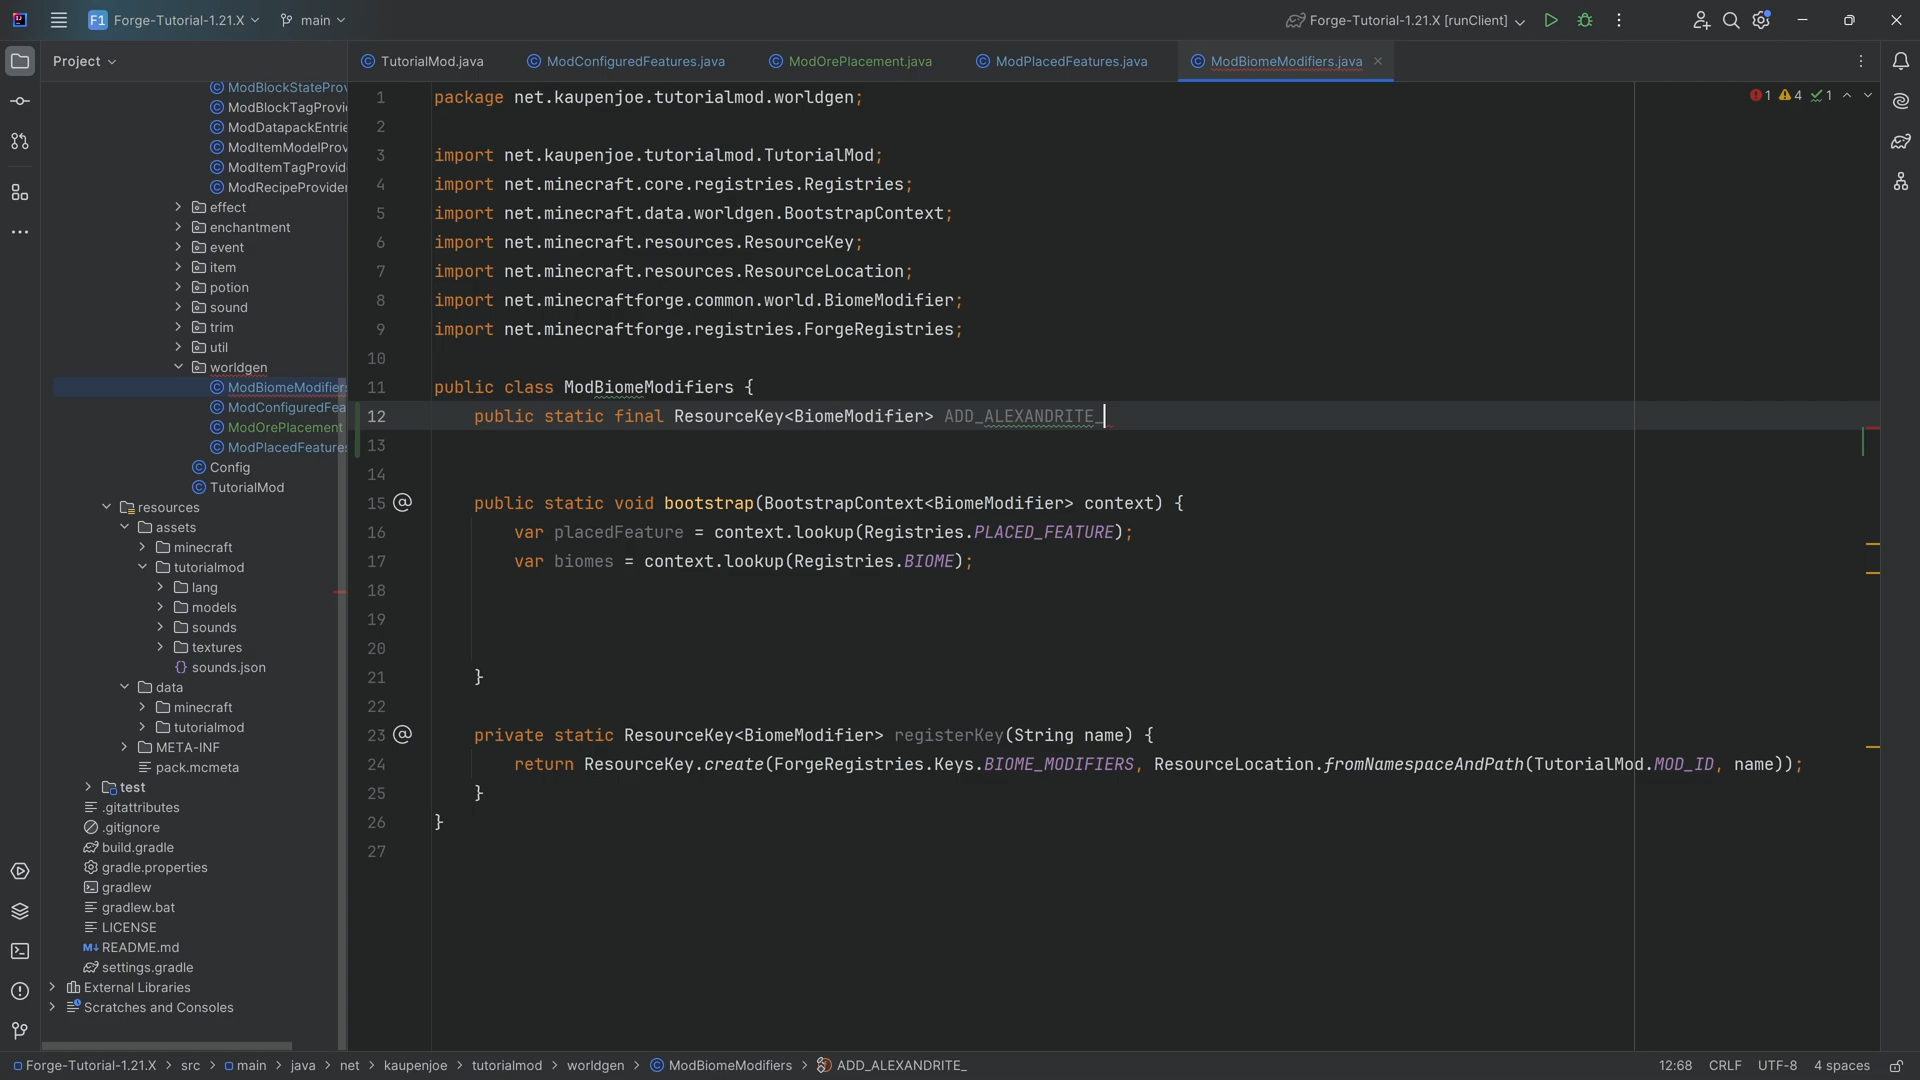 F1 Forge-Tutorial-1.21.X main
Forge-Tutorial-1.21.X [runClient]
Project
TutorialMod.java
ModConfiguredFeatures.java
ModOrePlacement.java
ModPlacedFeatures.java
ModBiomeModifiers.java
ModBlockStateProv
ModBlockTagProvi
ModDatapackEntrie
ModItemModelProv
ModItemTagProvid
ModRecipeProvider
effect
enchantment
event
item
potion
sound
trim
util
worldgen
ModBiomeModifiers
ModConfiguredFea
ModOrePlacement
ModPlacedFeatures
Config
TutorialMod
resources
assets
minecraft
tutorialmod
lang
models
sounds
textures
{} sounds.json
data
minecraft
tutorialmod
META-INF
pack.mcmeta
test
.gitattributes
.gitignore
build.gradle
gradle.properties
gradlew
gradlew.bat
LICENSE
M↓ README.md
settings.gradle
External Libraries
Scratches and Consoles
1 4 1
1 package net.kaupenjoe.tutorialmod.worldgen;
2
3 import net.kaupenjoe.tutorialmod.TutorialMod;
4 import net.minecraft.core.registries.Registries;
5 import net.minecraft.data.worldgen.BootstrapContext;
6 import net.minecraft.resources.ResourceKey;
7 import net.minecraft.resources.ResourceLocation;
8 import net.minecraftforge.common.world.BiomeModifier;
9 import net.minecraftforge.registries.ForgeRegistries;
10
11 public class ModBiomeModifiers {
12 public static final ResourceKey<BiomeModifier> ADD_ALEXANDRITE_
13
14
15 public static void bootstrap(BootstrapContext<BiomeModifier> context) {
16 var placedFeature = context.lookup(Registries.PLACED_FEATURE);
17 var biomes = context.lookup(Registries.BIOME);
18
19
20
21 }
22
23 private static ResourceKey<BiomeModifier> registerKey(String name) {
24 return ResourceKey.create(ForgeRegistries.Keys.BIOME_MODIFIERS, ResourceLocation.fromNamespaceAndPath(TutorialMod.MOD_ID, name));
25 }
26 }
27
Forge-Tutorial-1.21.X > src > main > java > net > kaupenjoe > tutorialmod > worldgen > ModBiomeModifiers > ADD_ALEXANDRITE_
12:68 CRLF UTF-8 4 spaces